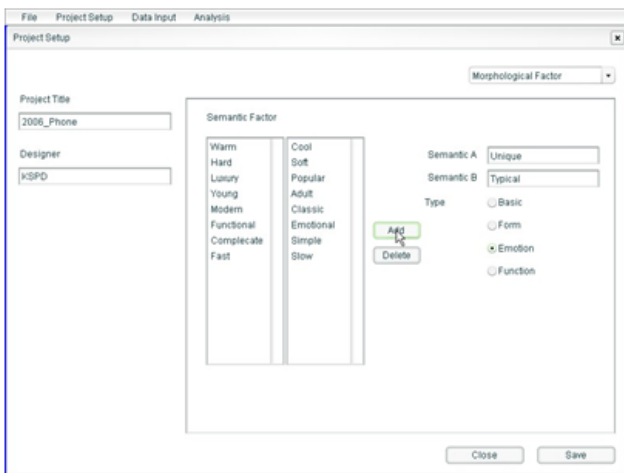 File Project Setup Data Input Analysis
Project Setup
Morphological Factor
Project Title
2006_Phone
Designer
KSPD
Semantic Factor
Warm Cool
Hard Soft
Luxury Popular
Young Adult
Modern Classic
Functional Emotional
Complecate Simple
Fast Slow
Add
Delete
Semantic A Unique
Semantic B Typical
Type Basic
Form
Emotion
Function
Close Save